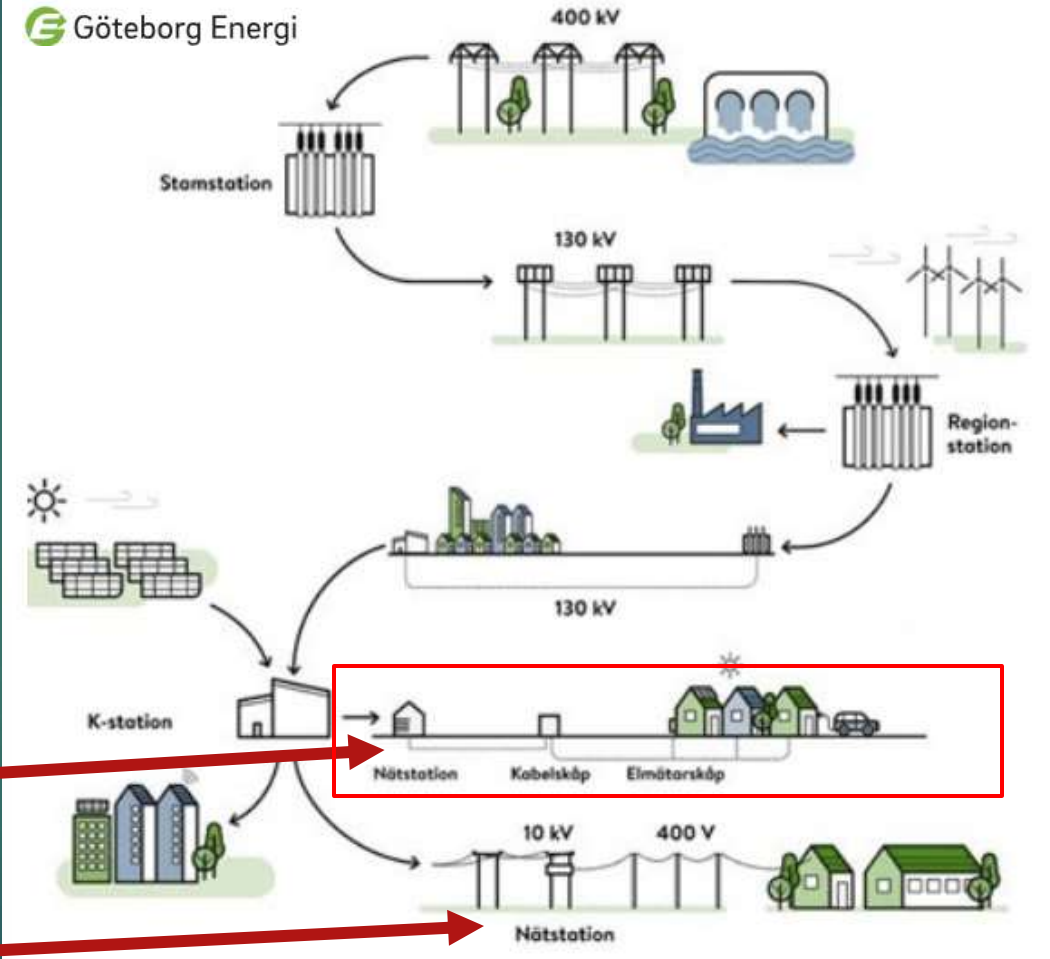 Göteborg Energi
400 kV
Stamstation
130 kV
Region-
station
130 kV
K-station
Nätstation
Kabelskåp
Elmätarskåp
10 kV
400 V
Nätstation